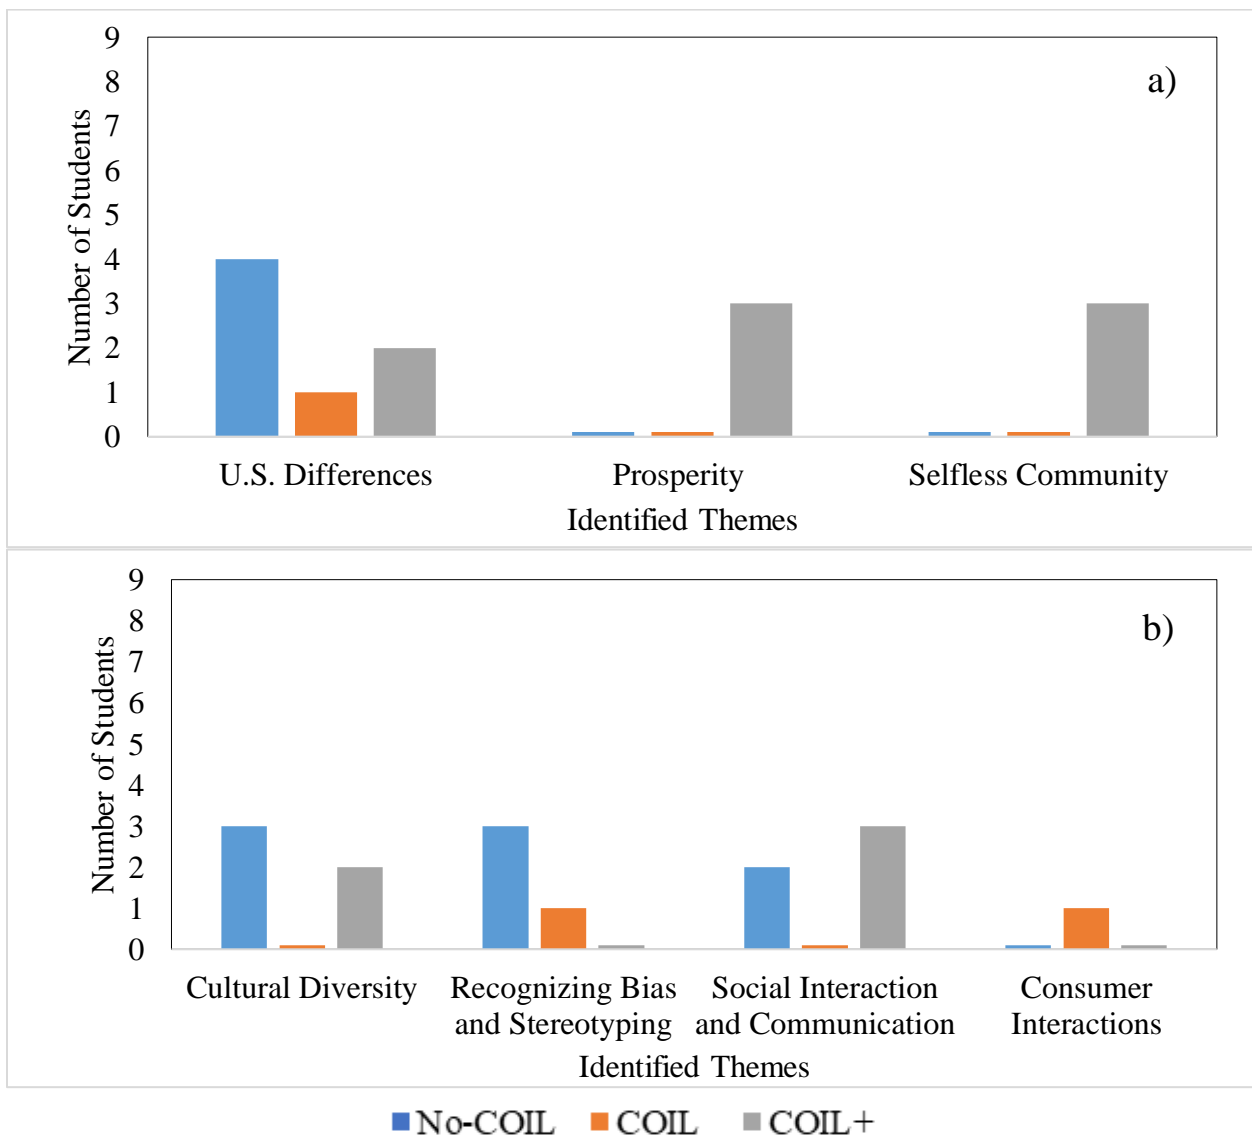 9
8
7
6
5
4
3
2
1
0
Number of Students
a)
U.S. Differences Prosperity Selfless Community
Identified Themes
9
8
7
6
5
4
3
2
1
0
Number of Students
b)
Cultural Diversity Recognizing Bias Social Interaction Consumer
and Stereotyping and Communication Interactions
Identified Themes
No-COIL COIL COIL+